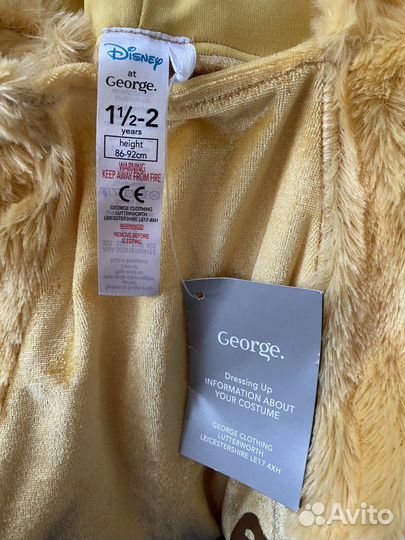 Disney
at
George.
1½-2
years
height
86-92cm
WARNING
KEEP AWAY FROM FIRE
CE
GEORGE CLOTHING
LUTTERWORTH
LEICESTERSHIRE LE17 4XH
WARNING
REMOVE BEFORE
SLEEPING
George.
Dressing Up
INFORMATION ABOUT
YOUR COSTUME
GEORGE CLOTHING
LUTTERWORTH
LEICESTERSHIRE LE17 4XH
Avito